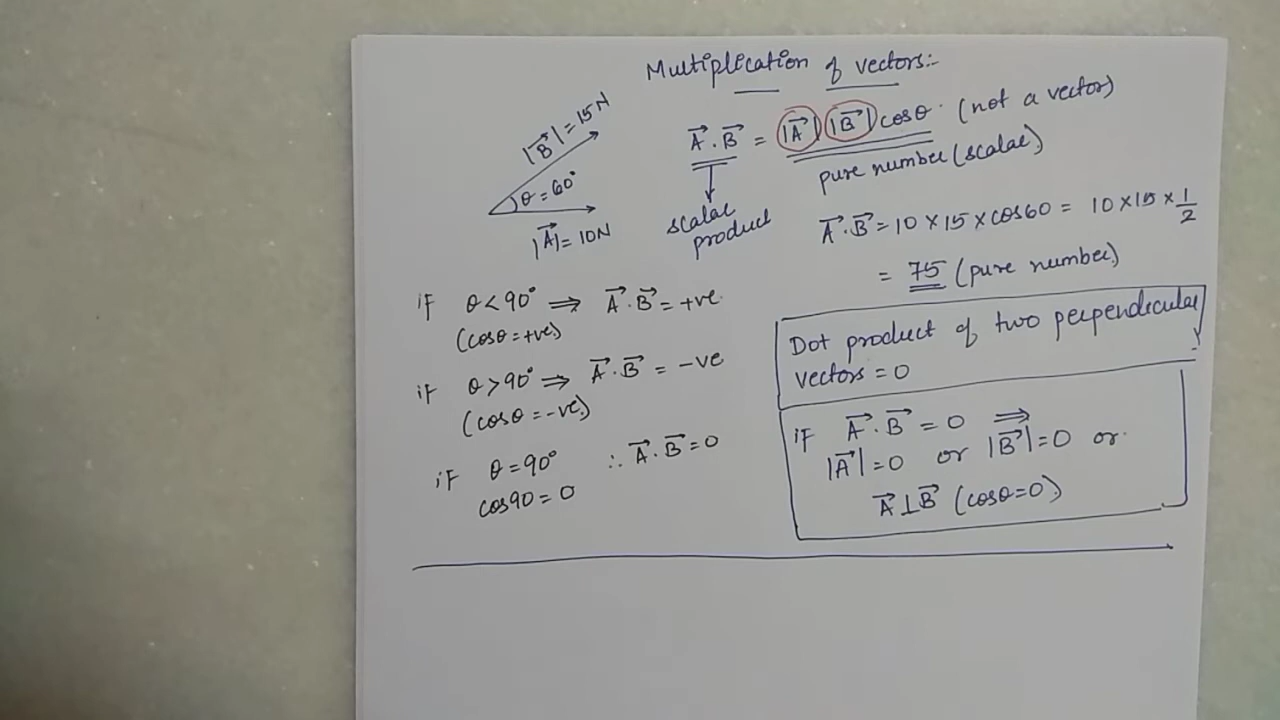 Multiplication of vectors:-
|B⃗| = 15N
θ = 60°
|A⃗| = 10N
A⃗ . B⃗ = |A⃗| |B⃗| cosθ . (not a vector)
pure number (scalar)
scalar
product
A⃗ . B⃗ = 10 × 15 × cos60 = 10 × 15 × 1/2
= 75 (pure number)
if θ < 90° ⟹ A⃗ . B⃗ = +ve
(cosθ = +ve)
if θ > 90° ⟹ A⃗ . B⃗ = -ve
(cosθ = -ve)
if θ = 90° ∴ A⃗ . B⃗ = 0
cos90 = 0
Dot product of two perpendicular
vectors = 0
if A⃗ . B⃗ = 0 ⟹
|A⃗| = 0 or |B⃗| = 0 or
A⃗ ⊥ B⃗ (cosθ = 0)